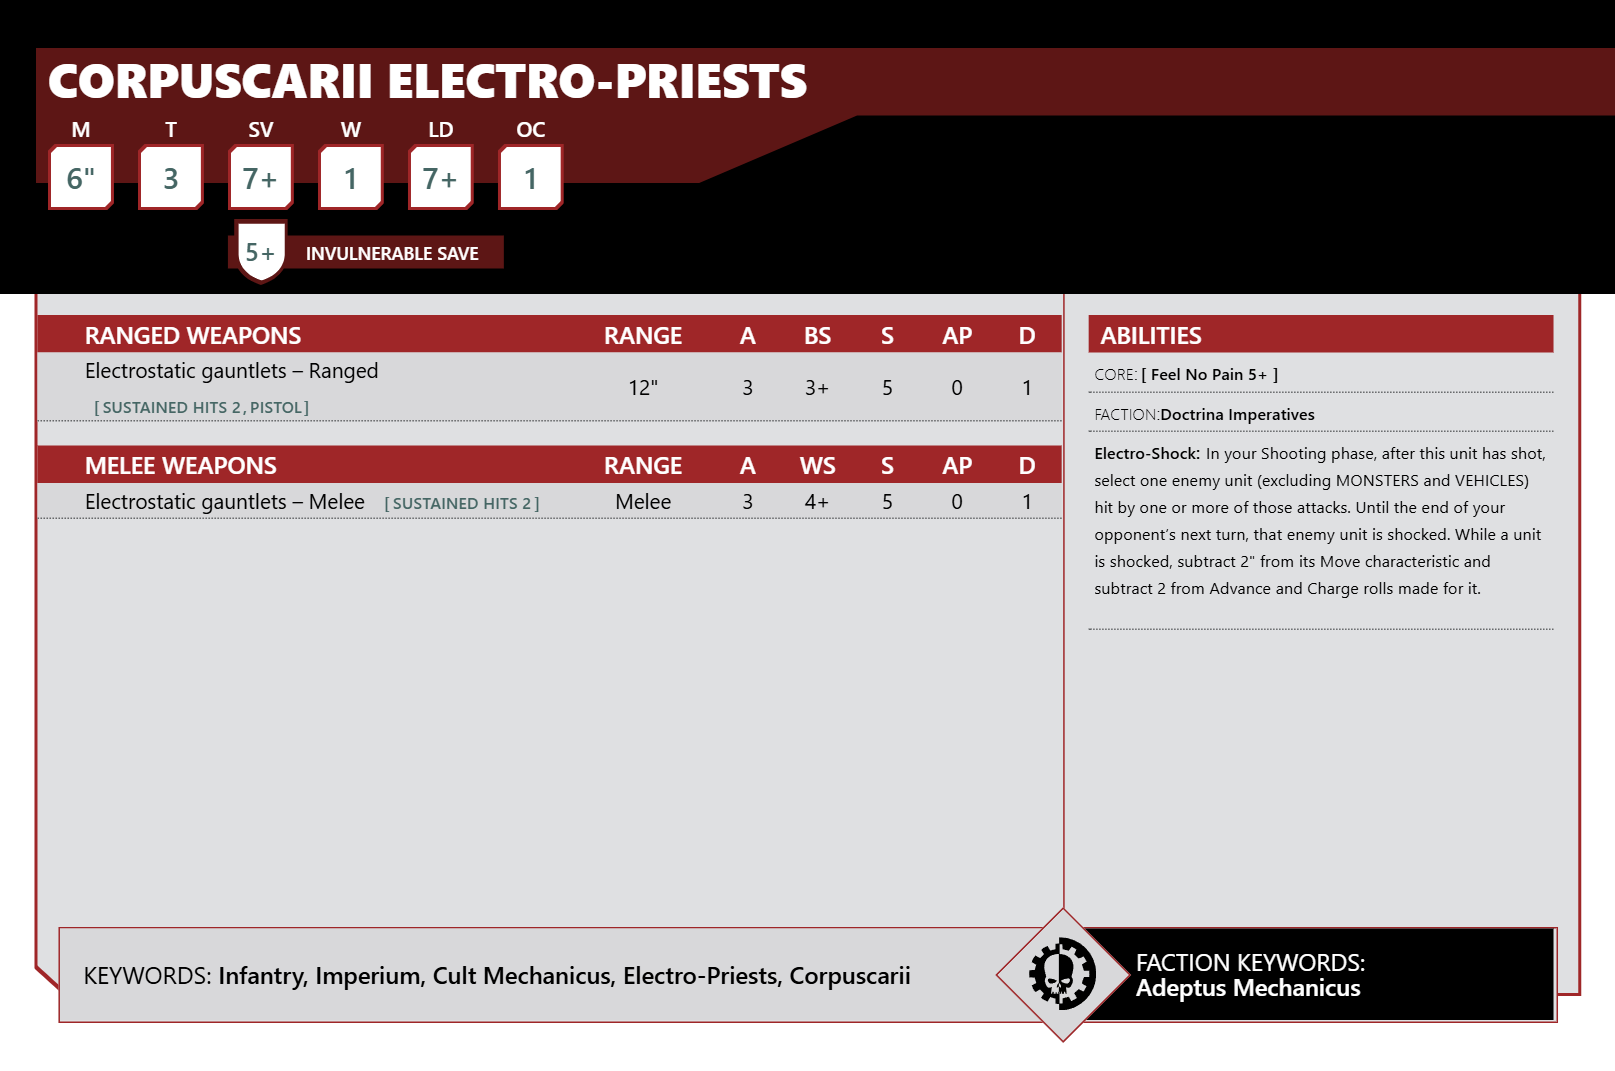 CORPUSCARII ELECTRO-PRIESTS
M T SV W LD OC
6" 3 7+ 1 7+ 1
5+ INVULNERABLE SAVE
RANGED WEAPONS RANGE A BS S AP D
Electrostatic gauntlets – Ranged
12" 3 3+ 5 0 1
[ SUSTAINED HITS 2 , PISTOL ]
MELEE WEAPONS RANGE A WS S AP D
Electrostatic gauntlets – Melee [ SUSTAINED HITS 2 ] Melee 3 4+ 5 0 1
ABILITIES
CORE: [ Feel No Pain 5+ ]
FACTION:Doctrina Imperatives
Electro-Shock: In your Shooting phase, after this unit has shot,
select one enemy unit (excluding MONSTERS and VEHICLES)
hit by one or more of those attacks. Until the end of your
opponent’s next turn, that enemy unit is shocked. While a unit
is shocked, subtract 2" from its Move characteristic and
subtract 2 from Advance and Charge rolls made for it.
KEYWORDS: Infantry, Imperium, Cult Mechanicus, Electro-Priests, Corpuscarii
FACTION KEYWORDS:
Adeptus Mechanicus